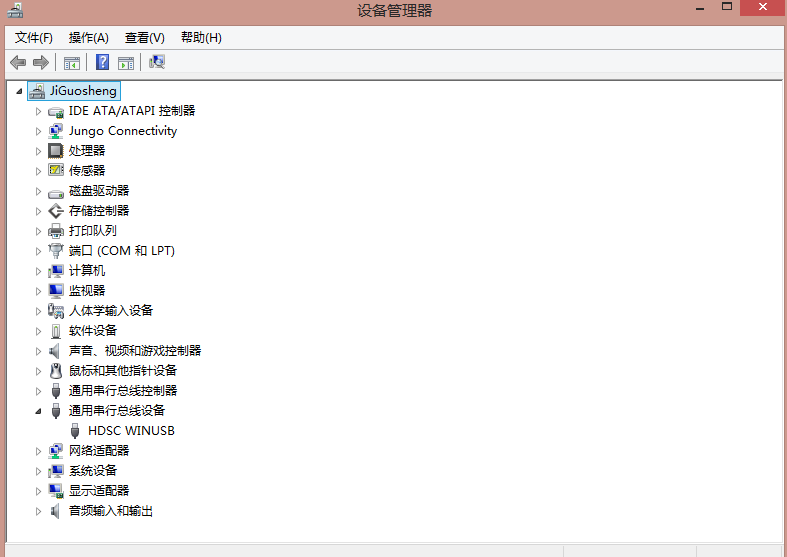 设备管理器
文件(F) 操作(A) 查看(V) 帮助(H)
JiGuosheng
IDE ATA/ATAPI 控制器
Jungo Connectivity
处理器
传感器
磁盘驱动器
存储控制器
打印队列
端口 (COM 和 LPT)
计算机
监视器
人体学输入设备
软件设备
声音、视频和游戏控制器
鼠标和其他指针设备
通用串行总线控制器
通用串行总线设备
HDSC WINUSB
网络适配器
系统设备
显示适配器
音频输入和输出